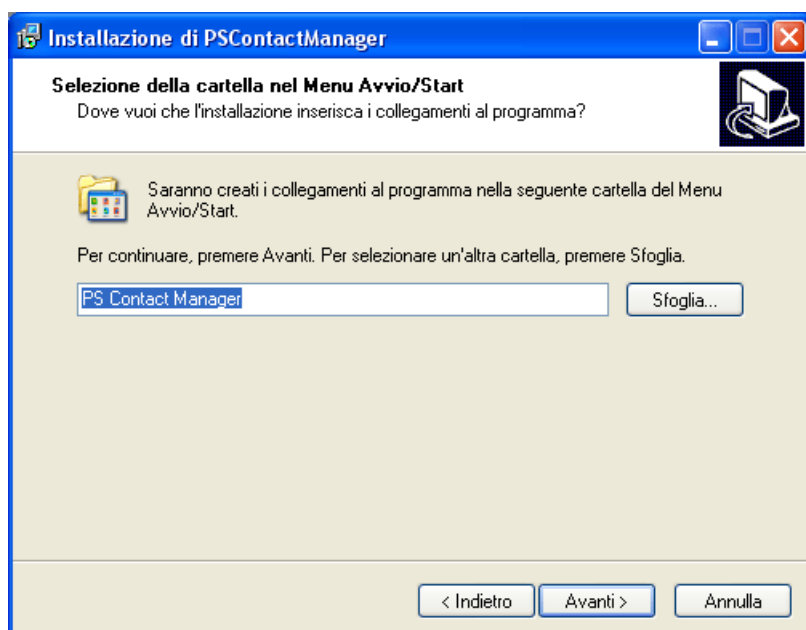 Installazione di PSContactManager
Selezione della cartella nel Menu Avvio/Start
Dove vuoi che l'installazione inserisca i collegamenti al programma?
Saranno creati i collegamenti al programma nella seguente cartella del Menu
Avvio/Start.
Per continuare, premere Avanti. Per selezionare un'altra cartella, premere Sfoglia.
PS Contact Manager
Sfoglia...
< Indietro
Avanti >
Annulla